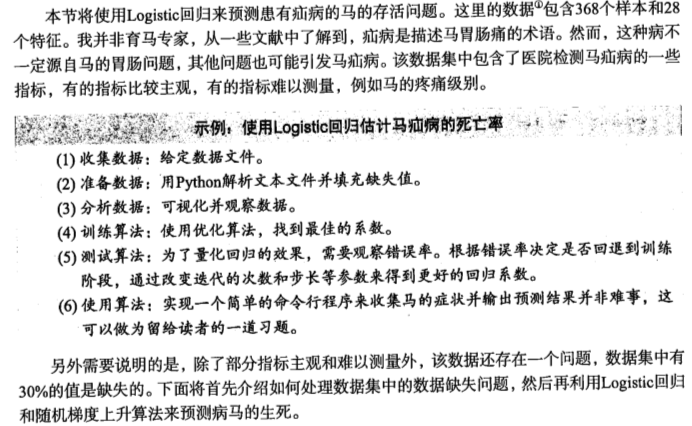 本节将使用Logistic回归来预测患有疝病的马的存活问题。这里的数据①包含368个样本和28
个特征。我并非育马专家，从一些文献中了解到，疝病是描述马胃肠痛的术语。然而，这种病不
一定源自马的胃肠问题，其他问题也可能引发马疝病。该数据集中包含了医院检测马疝病的一些
指标，有的指标比较主观，有的指标难以测量，例如马的疼痛级别。
示例：使用Logistic回归估计马疝病的死亡率
(1) 收集数据：给定数据文件。
(2) 准备数据：用Python解析文本文件并填充缺失值。
(3) 分析数据：可视化并观察数据。
(4) 训练算法：使用优化算法，找到最佳的系数。
(5) 测试算法：为了量化回归的效果，需要观察错误率。根据错误率决定是否回退到训练
阶段，通过改变迭代的次数和步长等参数来得到更好的回归系数。
(6) 使用算法：实现一个简单的命令行程序来收集马的症状并输出预测结果并非难事，这
可以做为留给读者的一道习题。
另外需要说明的是，除了部分指标主观和难以测量外，该数据还存在一个问题，数据集中有
30%的值是缺失的。下面将首先介绍如何处理数据集中的数据缺失问题，然后再利用Logistic回归
和随机梯度上升算法来预测病马的生死。